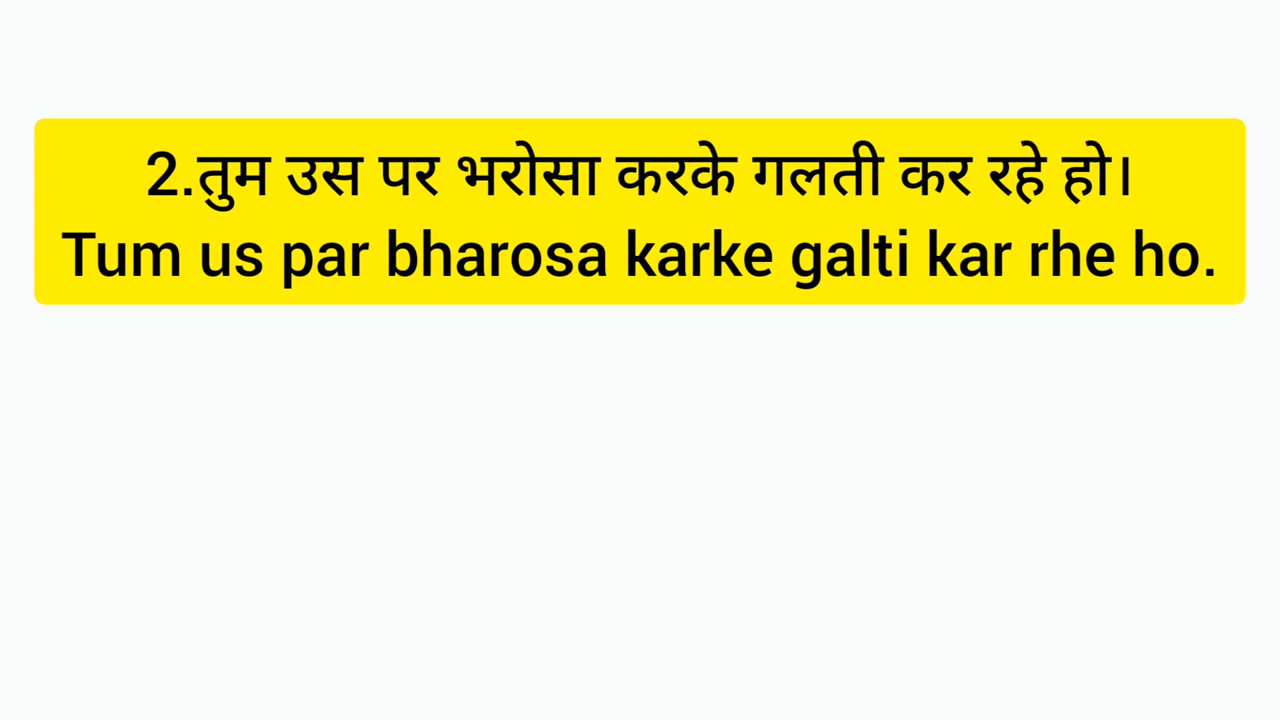 2.तुम उस पर भरोसा करके गलती कर रहे हो।
Tum us par bharosa karke galti kar rhe ho.